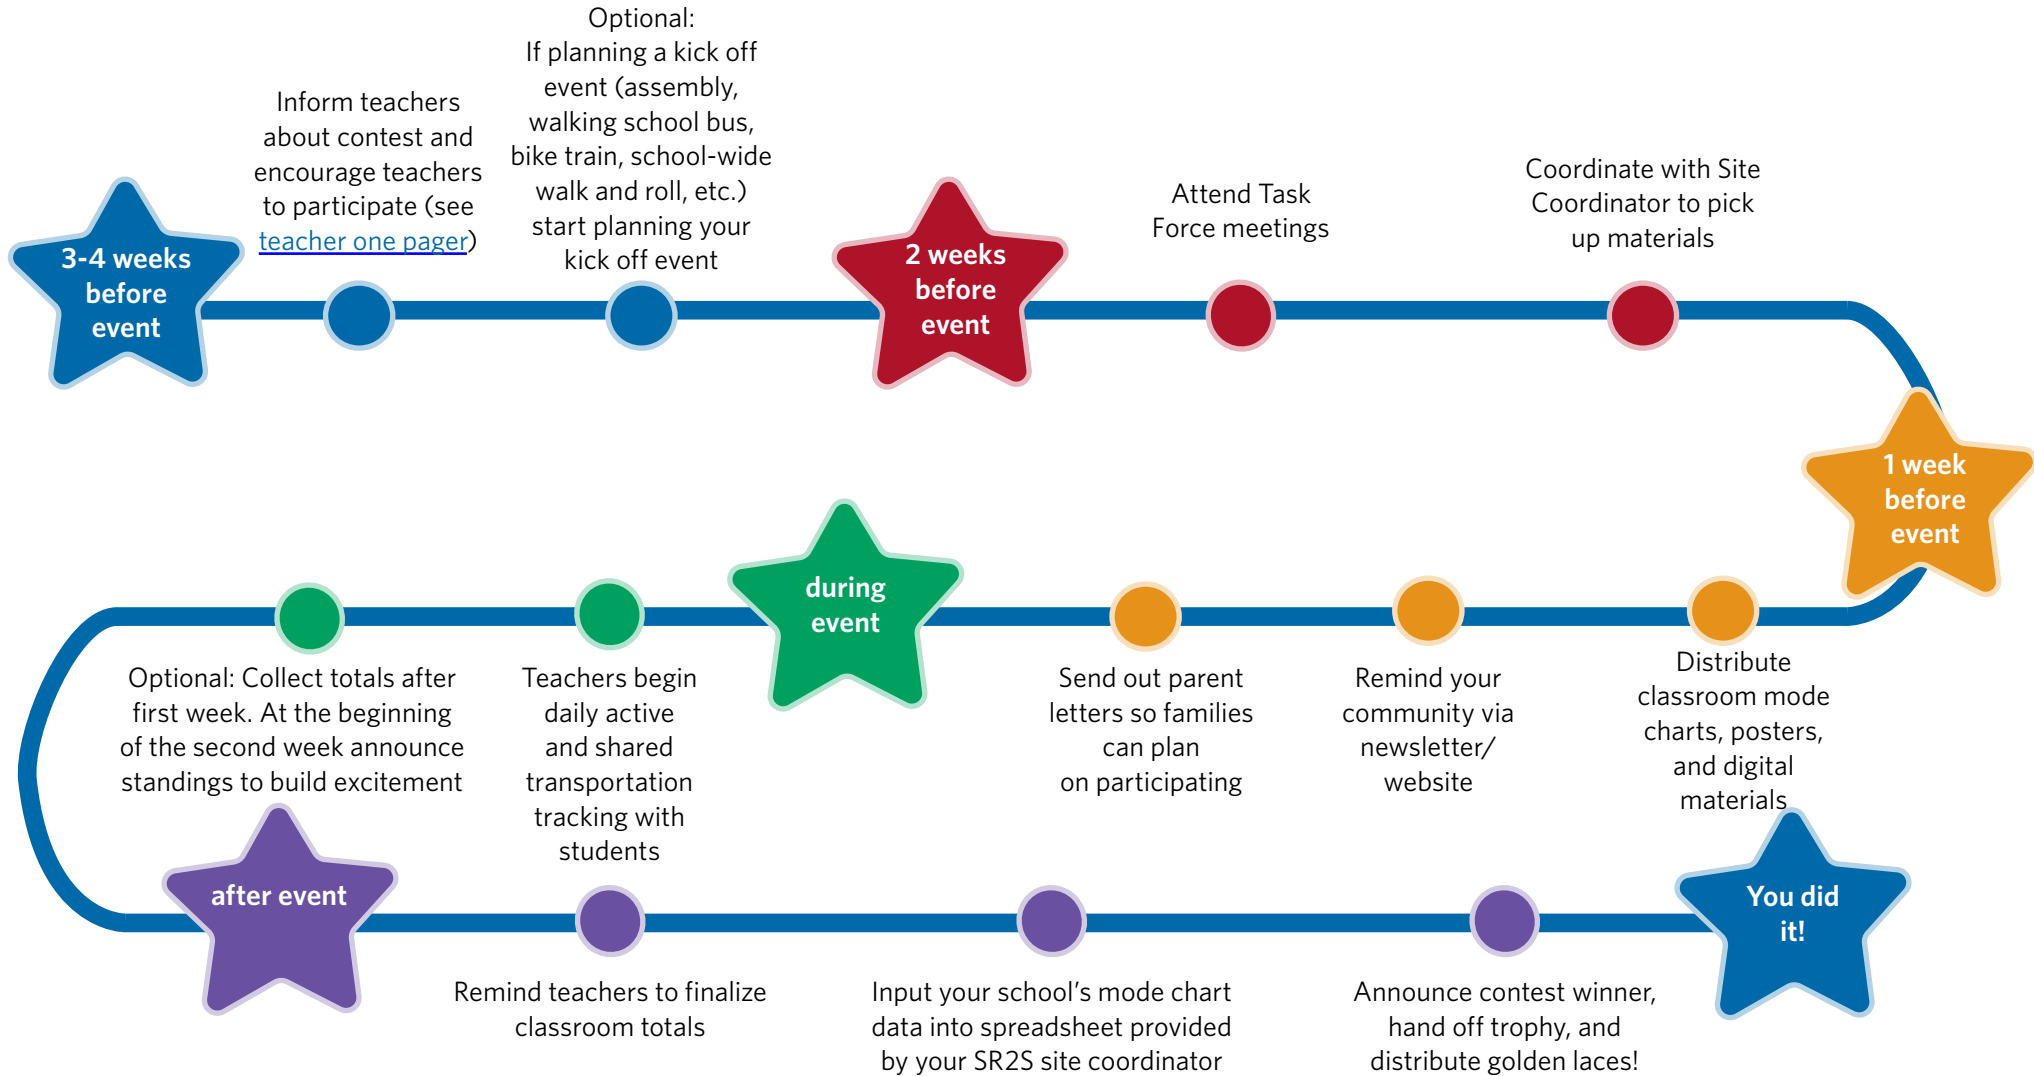 3-4 weeks
before
event
Inform teachers
about contest and
encourage teachers
to participate (see
teacher one pager)
Optional:
If planning a kick off
event (assembly,
walking school bus,
bike train, school-wide
walk and roll, etc.)
start planning your
kick off event
2 weeks
before
event
Attend Task
Force meetings
Coordinate with Site
Coordinator to pick
up materials
1 week
before
event
Distribute
classroom mode
charts, posters,
and digital
materials
Remind your
community via
newsletter/
website
Send out parent
letters so families
can plan
on participating
during
event
Teachers begin
daily active
and shared
transportation
tracking with
students
Optional: Collect totals after
first week. At the beginning
of the second week announce
standings to build excitement
after event
Remind teachers to finalize
classroom totals
Input your school's mode chart
data into spreadsheet provided
by your SR2S site coordinator
Announce contest winner,
hand off trophy, and
distribute golden laces!
You did
it!